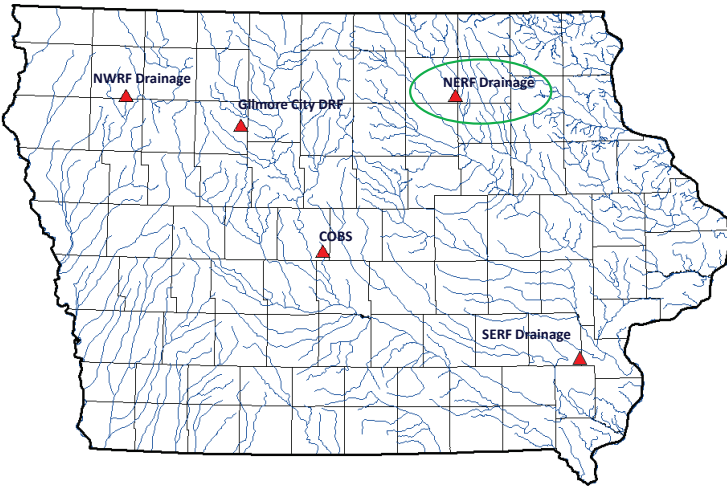 NWRF Drainage
NERF Drainage
Gilmore City DRF
COBS
SERF Drainage